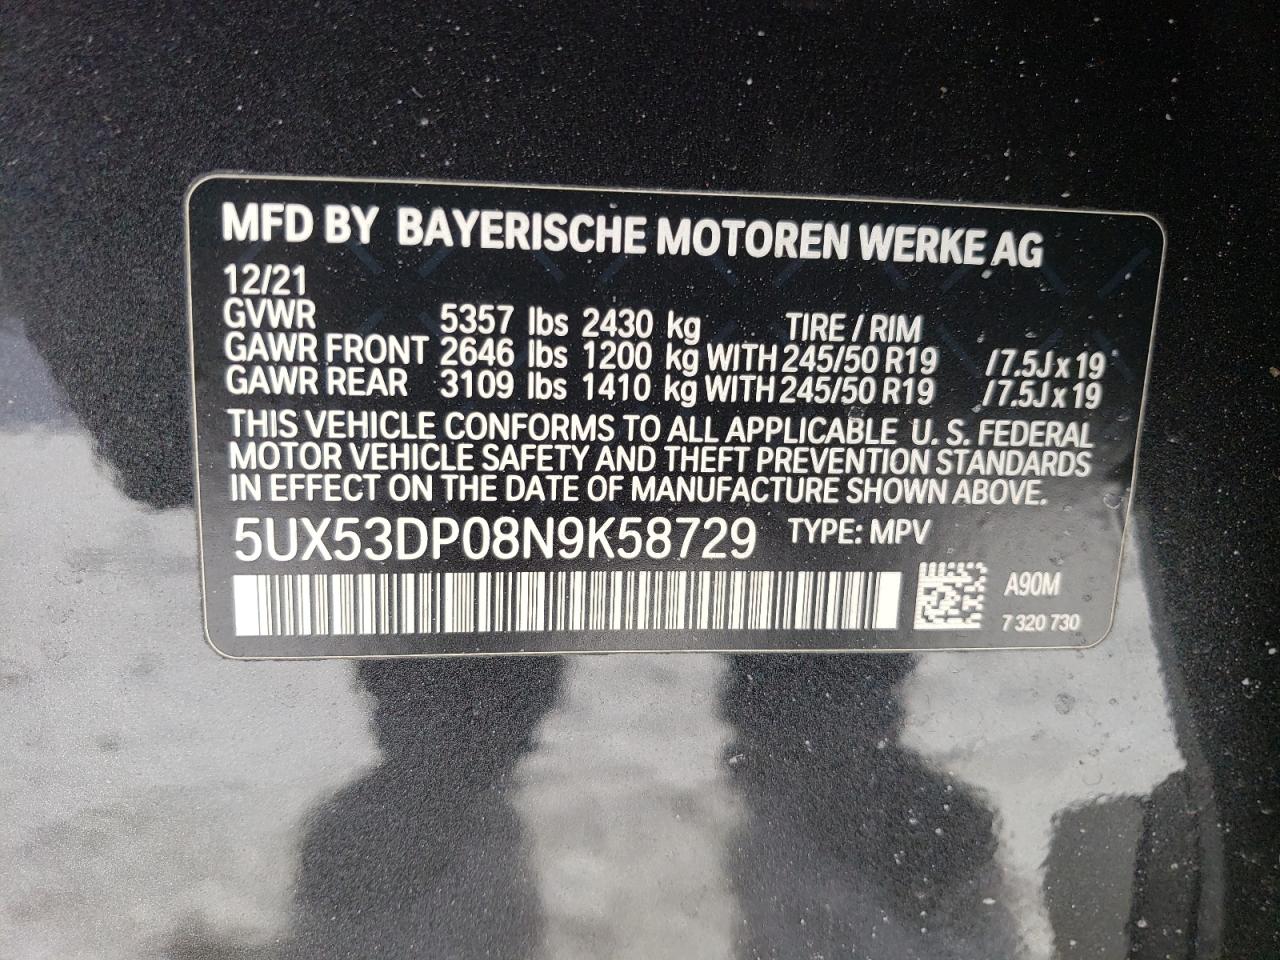 MFD BY BAYERISCHE MOTOREN WERKE AG
12/21
GVWR 5357 lbs 2430 kg TIRE / RIM
GAWR FRONT 2646 lbs 1200 kg WITH 245/50 R19 /7.5J x 19
GAWR REAR 3109 lbs 1410 kg WITH 245/50 R19 /7.5J x 19
THIS VEHICLE CONFORMS TO ALL APPLICABLE U. S. FEDERAL
MOTOR VEHICLE SAFETY AND THEFT PREVENTION STANDARDS
IN EFFECT ON THE DATE OF MANUFACTURE SHOWN ABOVE.
5UX53DP08N9K58729 TYPE: MPV
A90M
7 320 730